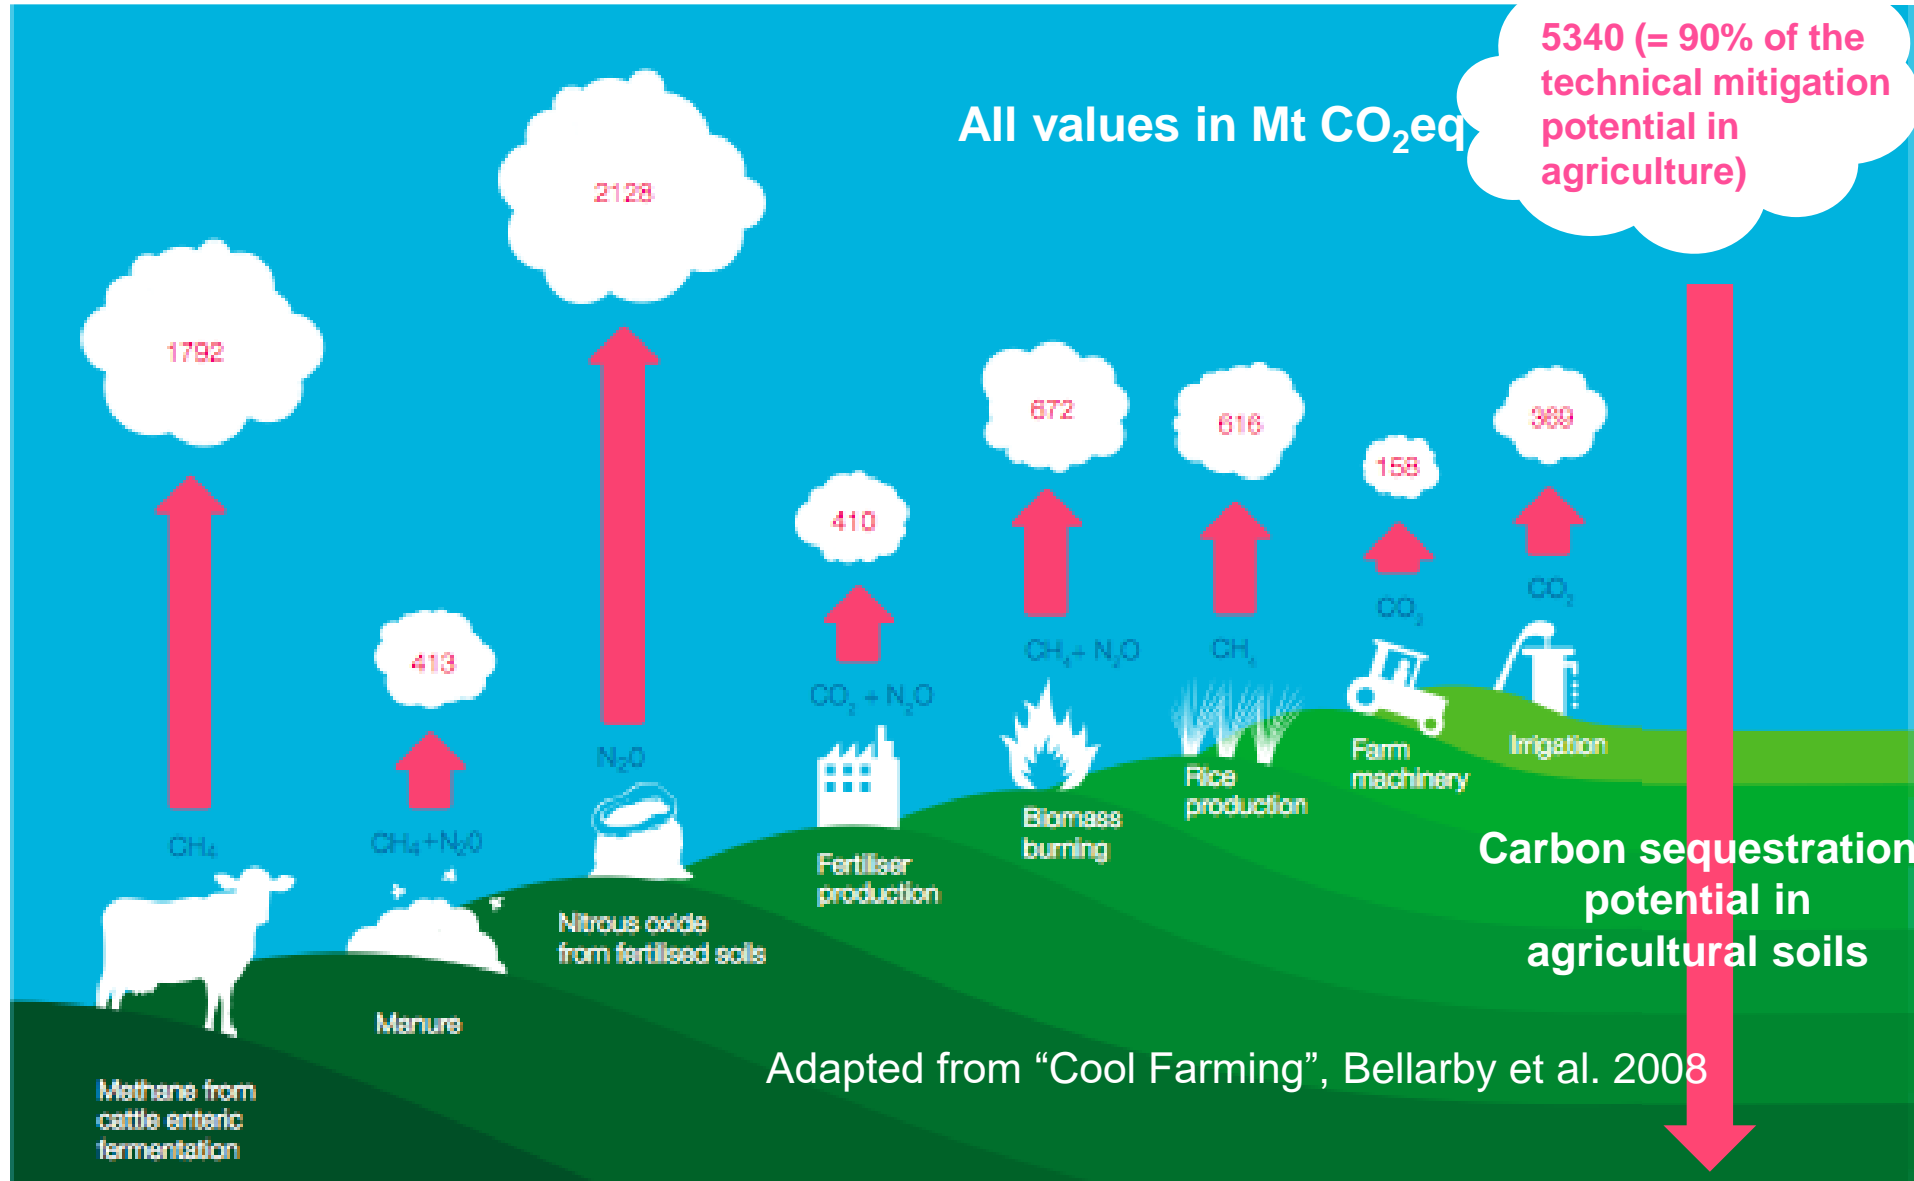 5340 (= 90% of the
technical mitigation
potential in
agriculture)
All values in Mt CO₂eq
2128
1792
672
616
369
158
410
413
CH₄
CH₄+N₂0
N₂0
CO₂ + N₂O
CH₄+ N₂O
CH₄
CO₂
CO₂
Methane from
cattle enteric
fermentation
Manure
Nitrous oxide
from fertilised soils
Fertiliser
production
Biomass
burning
Rice
production
Farm
machinery
Irrigation
Carbon sequestration
potential in
agricultural soils
Adapted from “Cool Farming”, Bellarby et al. 2008